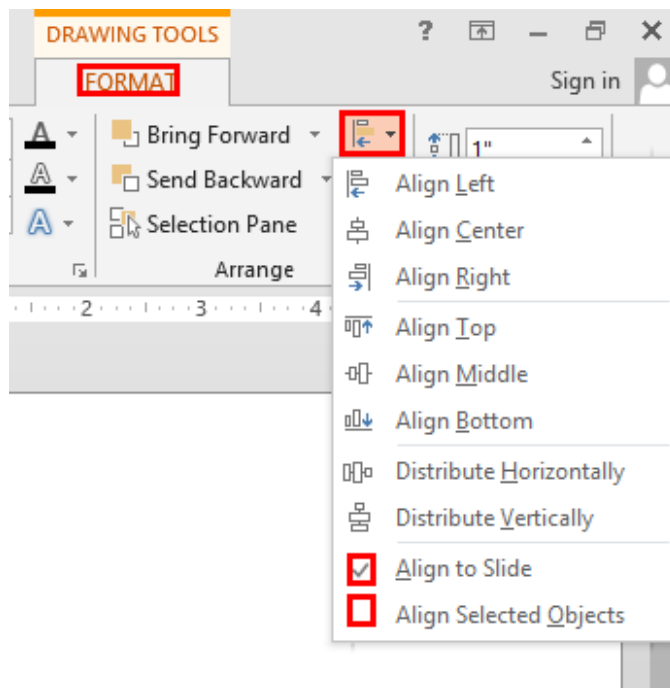 DRAWING TOOLS
?
FORMAT
Sign in
A
Bring Forward
1"
A
Send Backward
A
Selection Pane
Arrange
2 3 4
Align Left
Align Center
Align Right
Align Top
Align Middle
Align Bottom
Distribute Horizontally
Distribute Vertically
Align to Slide
Align Selected Objects